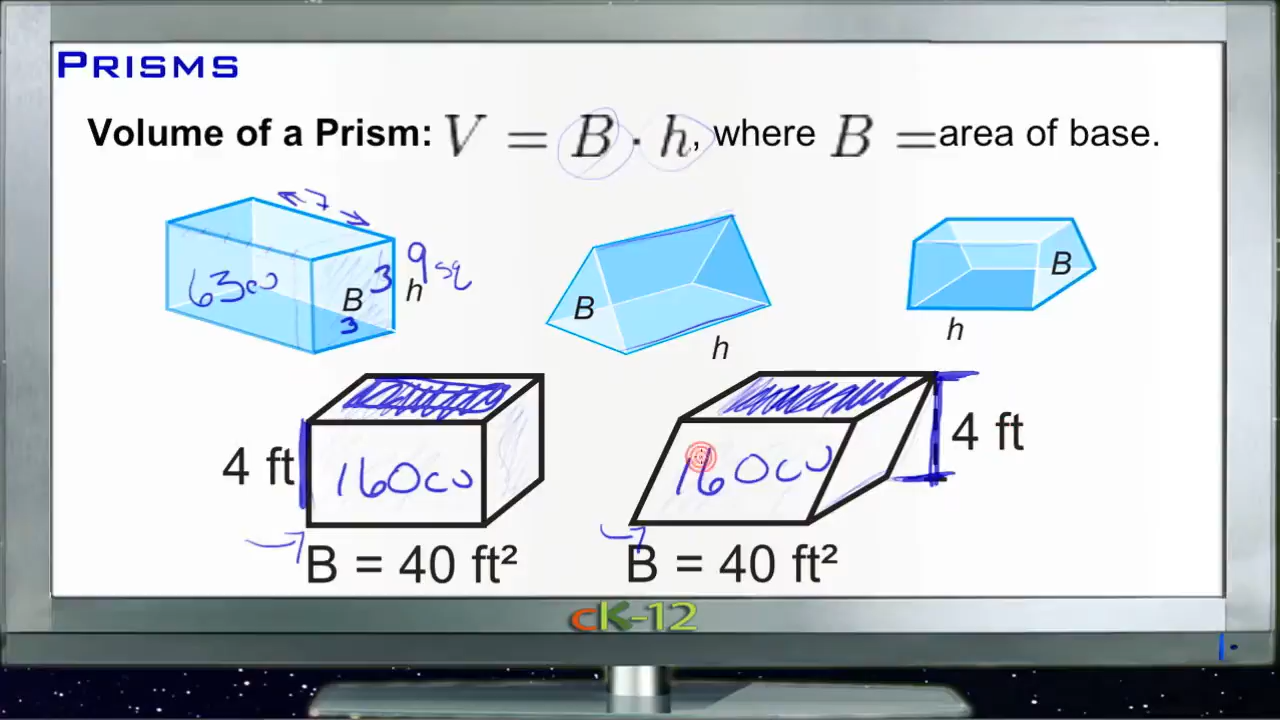 PRISMS
Volume of a Prism: V = B · h, where B = area of base.
7
63cu
B
3
3
9sq
h
B
h
B
h
4 ft
160cu
B = 40 ft²
160cu
4 ft
B = 40 ft²
cK-12